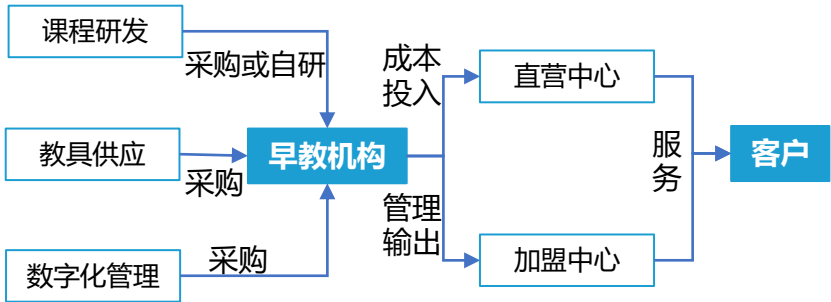 课程研发
采购或自研
成本
投入
直营中心
教具供应
采购
早教机构
服
务
客户
管理
输出
数字化管理
采购
加盟中心